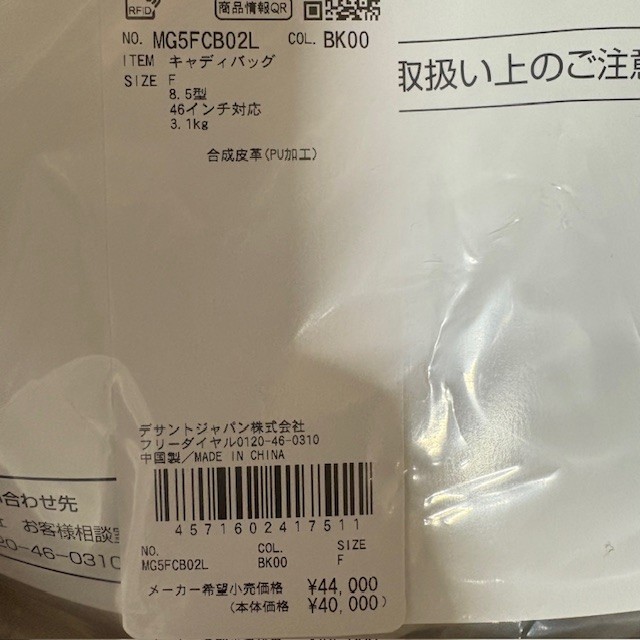 RFID 商品情報QR
NO. MG5FCB02L COL. BK00
ITEM キャディバッグ
SIZE F
8.5型
46インチ対応
3.1kg
合成皮革(PU加工)
取扱い上のご注意
デサントジャパン株式会社
フリーダイヤル0120-46-0310
中国製/MADE IN CHINA
4571602417511
NO. COL. SIZE
MG5FCB02L BK00 F
メーカー希望小売価格 ¥44,000
(本体価格 ¥40,000)
い合わせ先
お客様相談室
20-46-0310